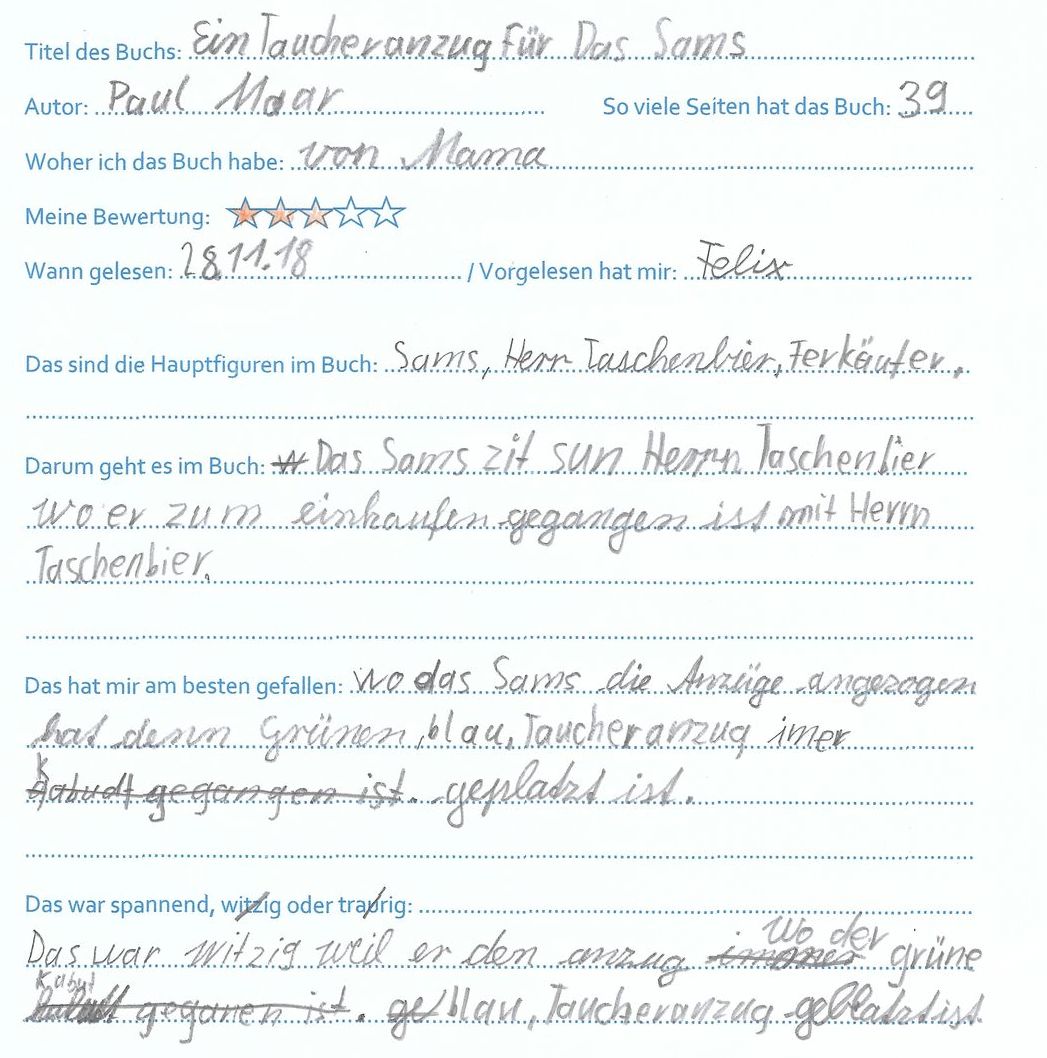 Titel des Buchs: Ein Taucheranzug Für Das Sams
Autor: Paul Maar So viele Seiten hat das Buch: 39
Woher ich das Buch habe: von Mama
Meine Bewertung:
Wann gelesen: 28.11.18 / Vorgelesen hat mir: Felix
Das sind die Hauptfiguren im Buch: Sams, Herr Taschenbier, Ferkäufer.
Darum geht es im Buch: W Das Sams zit sun Herrn Taschenbier
wo er zum einkaufen gegangen ist mit Herrn
Taschenbier.
Das hat mir am besten gefallen: wo das Sams die Anzüge angezogen
hat denn Grünen, blau, Taucheranzug imer
Kabudt gegangen ist. geplatzt ist.
Das war spannend, witzig oder traurig:
wo der
Das war witzig weil er den anzug immer grüne
Kabut
geganen ist. ge blau, Taucheranzug geblatzt ist